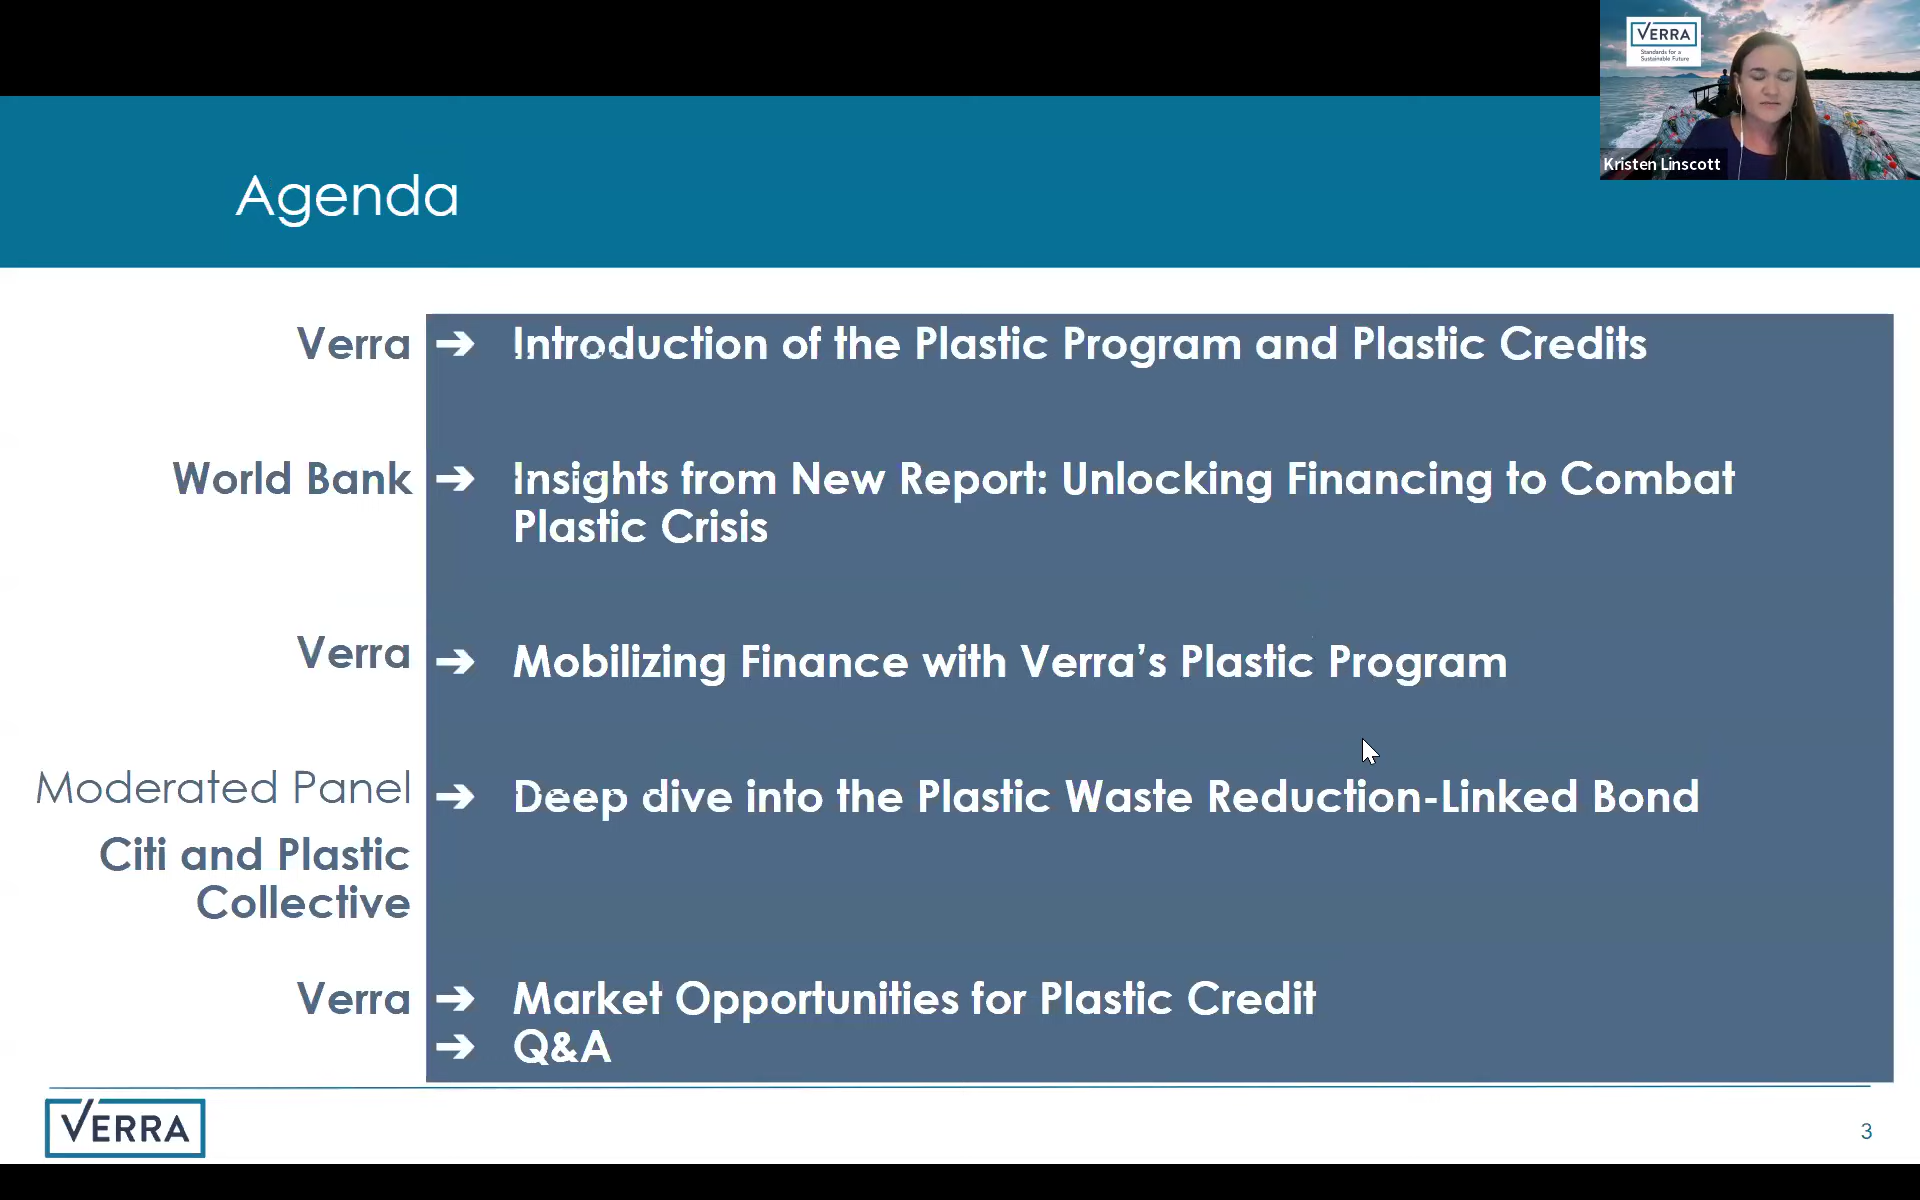 VERRA
Standards for a
Sustainable Future
Kristen Linscott
Agenda
Verra ➔ Introduction of the Plastic Program and Plastic Credits
World Bank ➔ Insights from New Report: Unlocking Financing to Combat
Plastic Crisis
Verra ➔ Mobilizing Finance with Verra’s Plastic Program
Moderated Panel ➔ Deep dive into the Plastic Waste Reduction-Linked Bond
Citi and Plastic
Collective
Verra ➔ Market Opportunities for Plastic Credit
➔ Q&A
VERRA
3